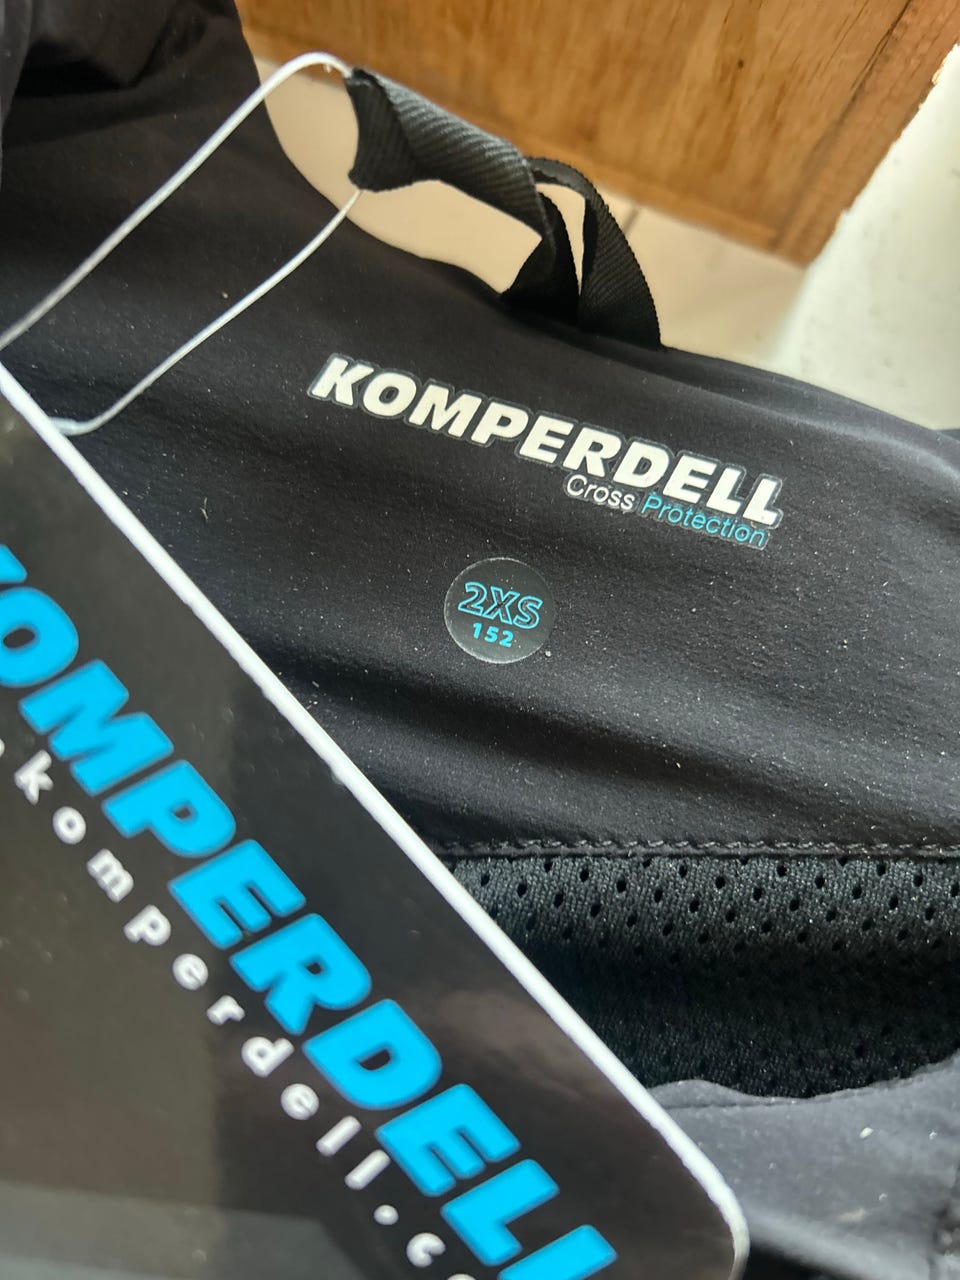 KOMPERDELL
Cross Protection
2XS
152
KOMPERDELL
komperdell.c